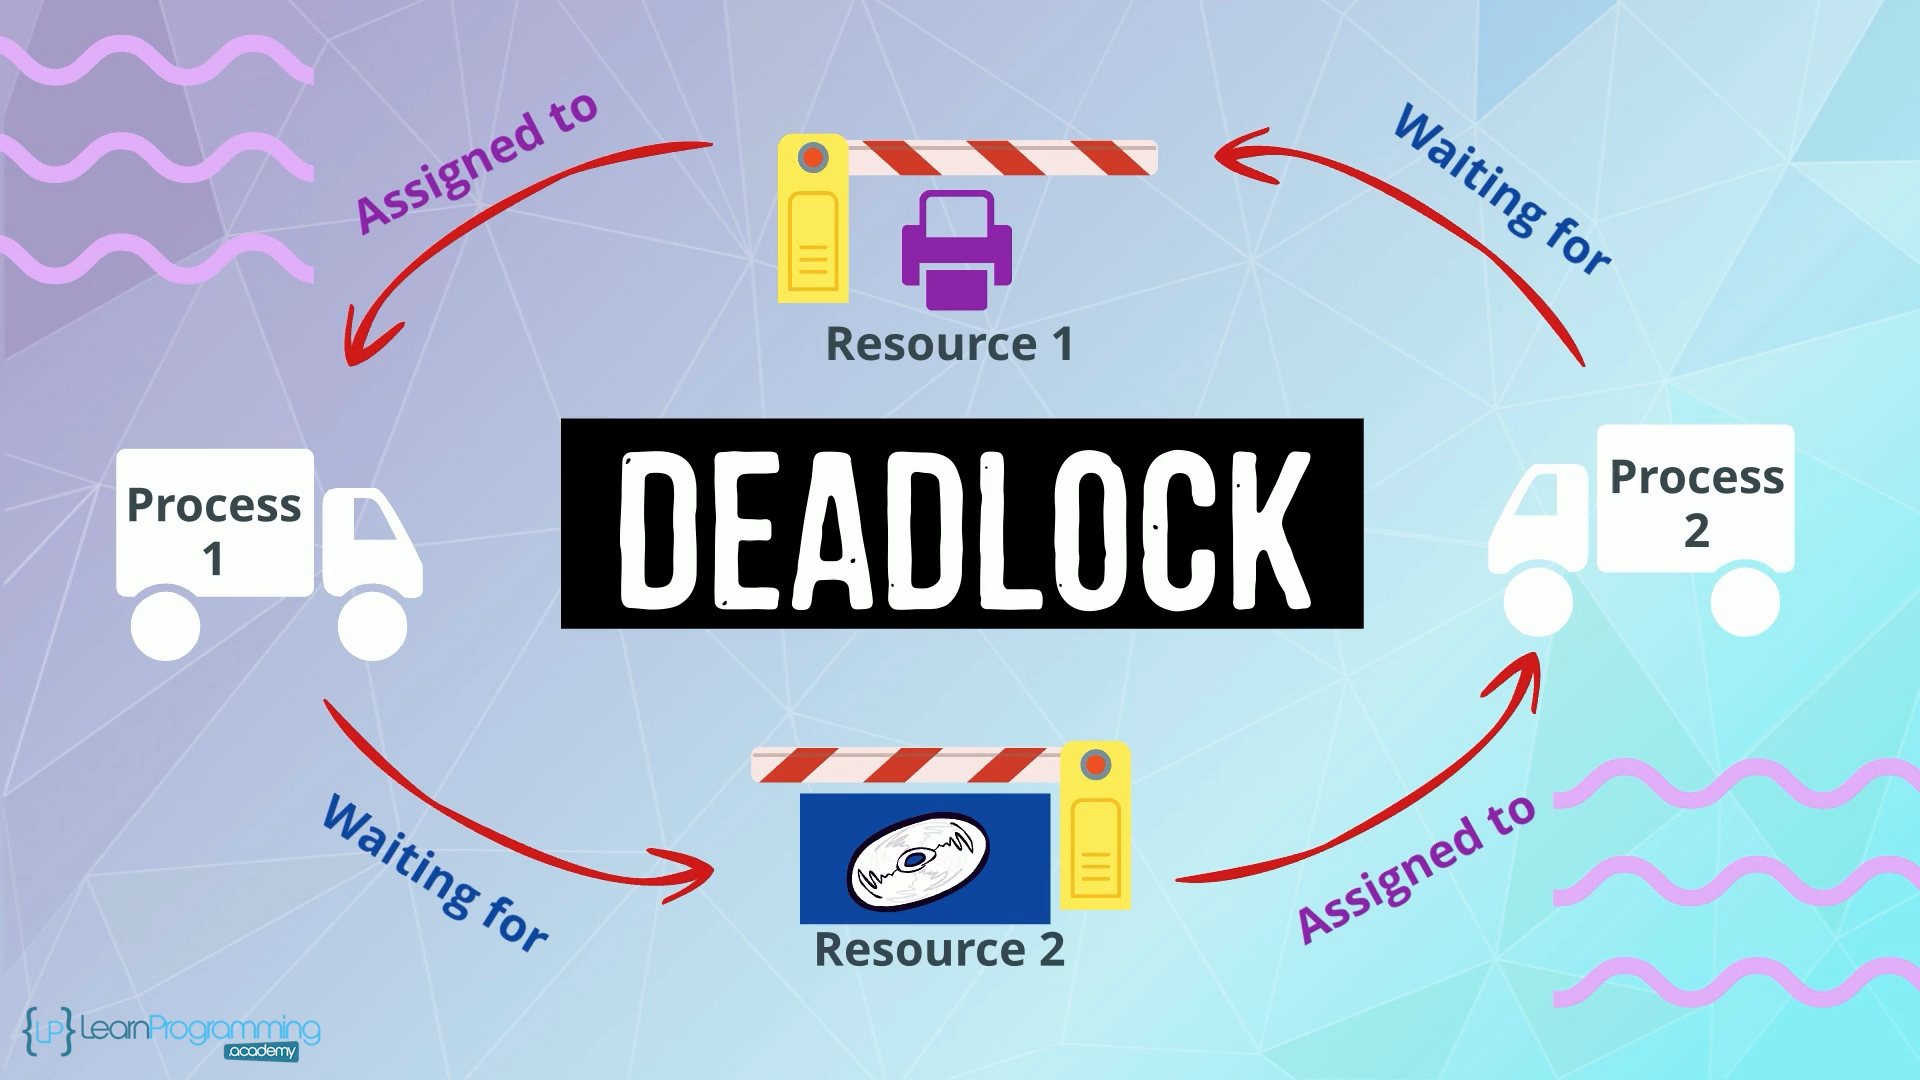 Assigned to
Waiting for
Resource 1
Process
1
DEADLOCK
Process
2
Waiting for
Resource 2
Assigned to
{LP} LearnProgramming
.academy